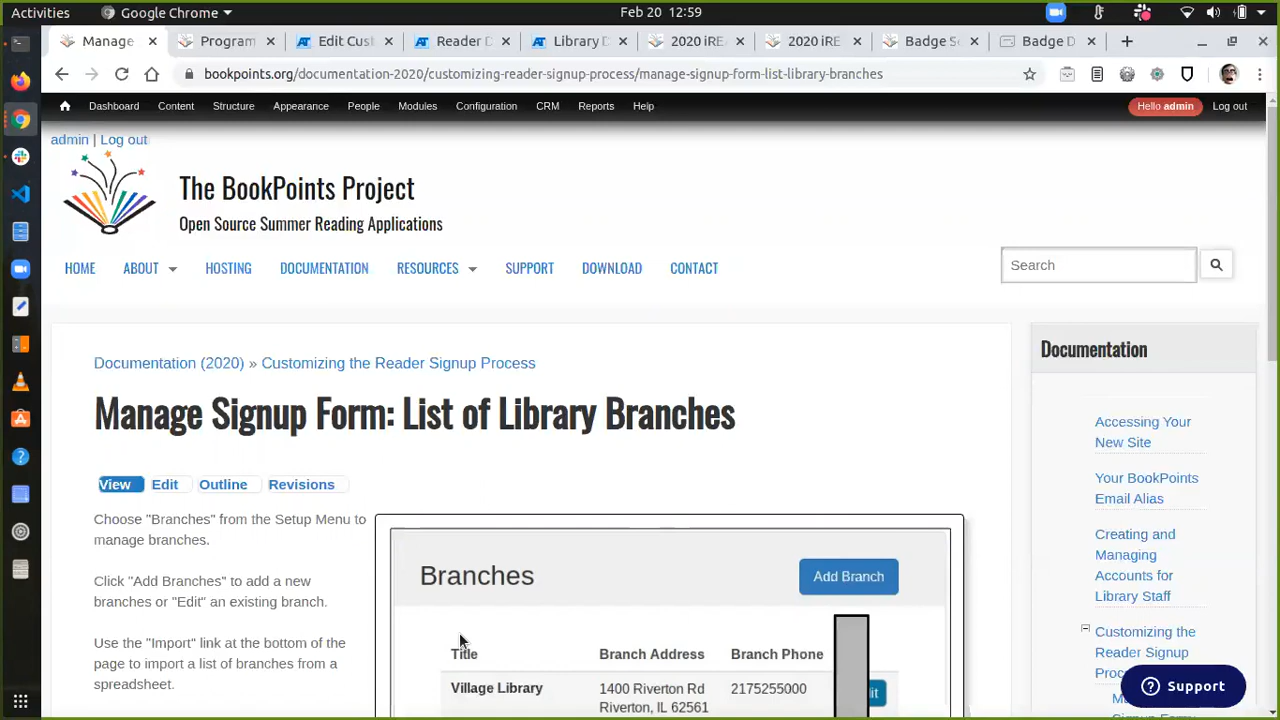 Activities
Google Chrome
Feb 20 12:59
Manage
Program
Edit Cust
Reader D
Library D
2020 iRE
2020 iRE
Badge Se
Badge D
bookpoints.org/documentation-2020/customizing-reader-signup-process/manage-signup-form-list-library-branches
Dashboard Content Structure Appearance People Modules Configuration CRM Reports Help
Hello admin
Log out
admin | Log out
The BookPoints Project
Open Source Summer Reading Applications
HOME ABOUT HOSTING DOCUMENTATION RESOURCES SUPPORT DOWNLOAD CONTACT
Search
Documentation (2020) » Customizing the Reader Signup Process
Manage Signup Form: List of Library Branches
View Edit Outline Revisions
Choose "Branches" from the Setup Menu to
manage branches.
Click "Add Branches" to add a new
branches or "Edit" an existing branch.
Use the "Import" link at the bottom of the
page to import a list of branches from a
spreadsheet.
Branches
Add Branch
Title Branch Address Branch Phone
Village Library 1400 Riverton Rd 2175255000
Riverton, IL 62561
it
Documentation
Accessing Your
New Site
Your BookPoints
Email Alias
Creating and
Managing
Accounts for
Library Staff
Customizing the
Reader Signup
Proc
Support